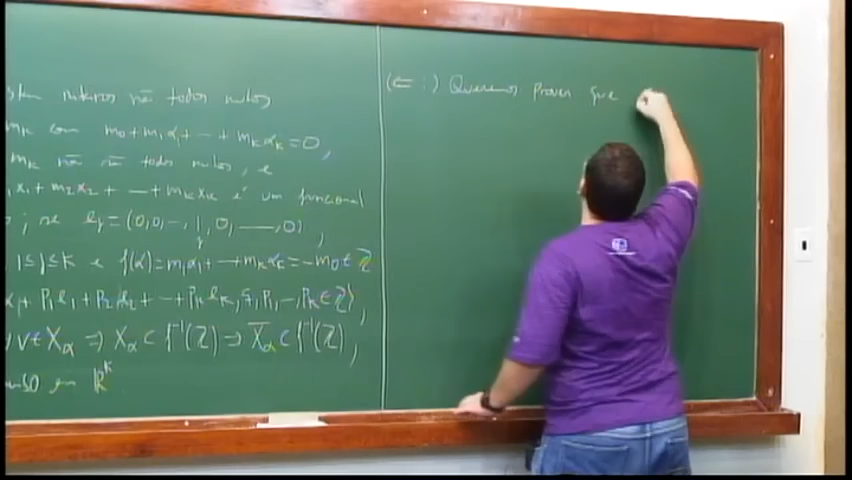 inteiros não todos nulos
m_k com m_0+m_1α_1+⋯+m_kα_k=0,
m_k não são todos nulos, e
x_1+m_2x_2+⋯+m_kx_k é um funcional
; se e_j=(0,0,⋯,1,0,⋯,0),
j
1≤j≤k e f(α)=m_1α_1+⋯+m_kα_k=-m_0∈ℤ
α+p_1e_1+p_2e_2+⋯+p_ke_k, p_1,⋯,p_k∈ℤ},
∀v∈X_α ⇒ X_α⊂f^{-1}(ℤ) ⇒ \overline{X_α}⊂f^{-1}(ℤ),
em ℝ^k
(⇐:) Queremos provar que